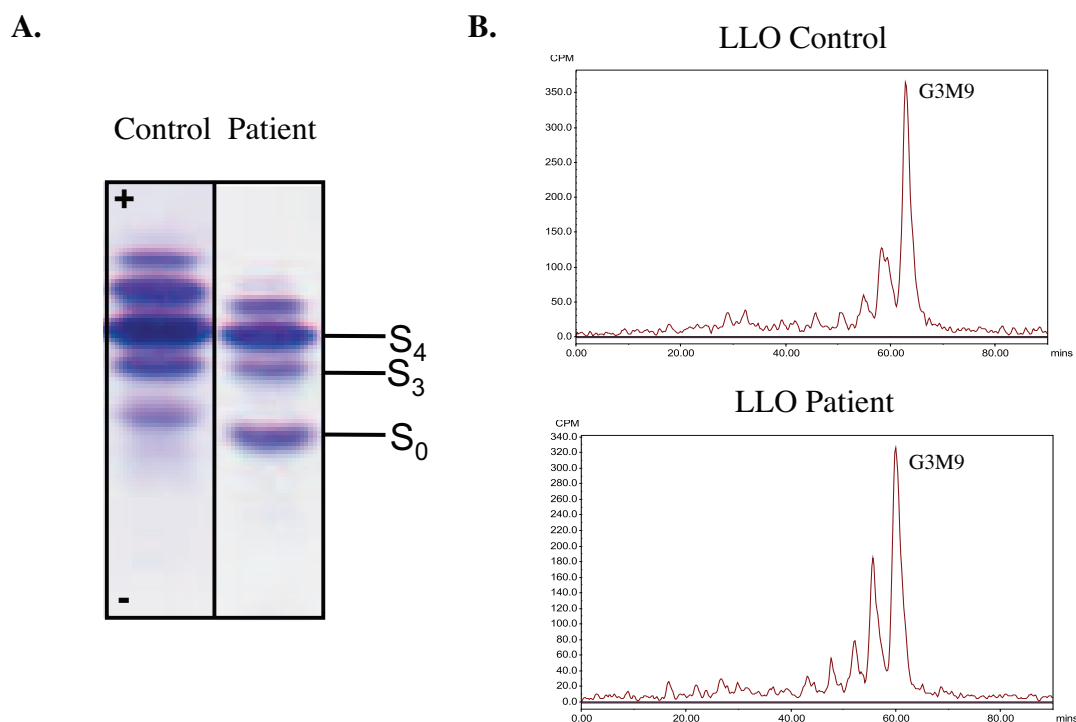 A.
Control Patient
+
-
S4
S3
S0
B.
LLO Control
CPM
G3M9
350.0
300.0
250.0
200.0
150.0
100.0
50.0
0.0
0.00 20.00 40.00 60.00 80.00 mins
LLO Patient
CPM
G3M9
340.0
320.0
300.0
280.0
260.0
240.0
220.0
200.0
180.0
160.0
140.0
120.0
100.0
80.0
60.0
40.0
20.0
0.0
0.00 20.00 40.00 60.00 80.00 mins